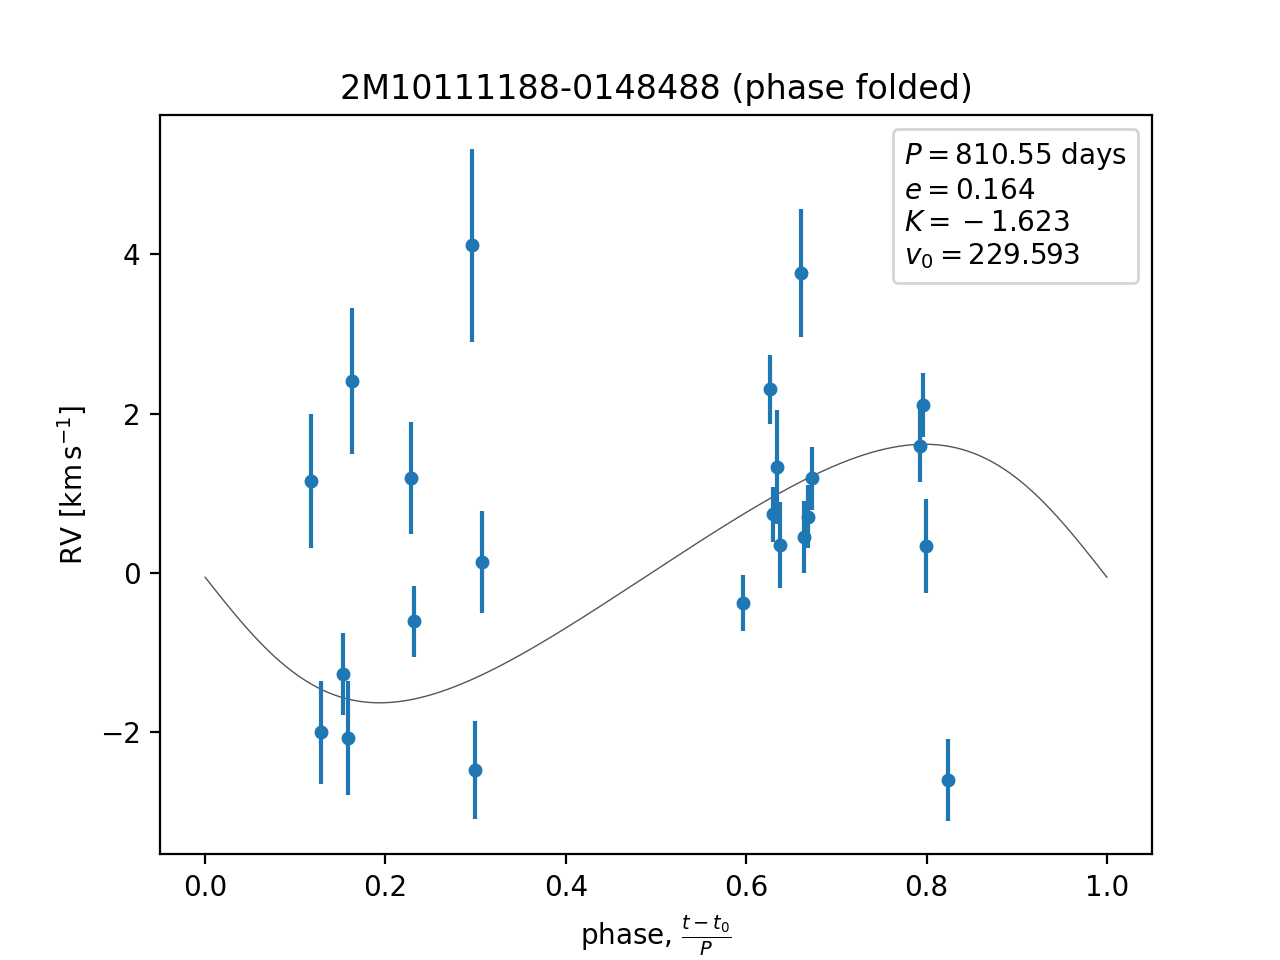 2M10111188-0148488 (phase folded)
P = 810.55 days
e = 0.164
K = −1.623
v₀ = 229.593
4
2
0
−2
RV [km s⁻¹]
0.0 0.2 0.4 0.6 0.8 1.0
phase, (t − t₀)/P